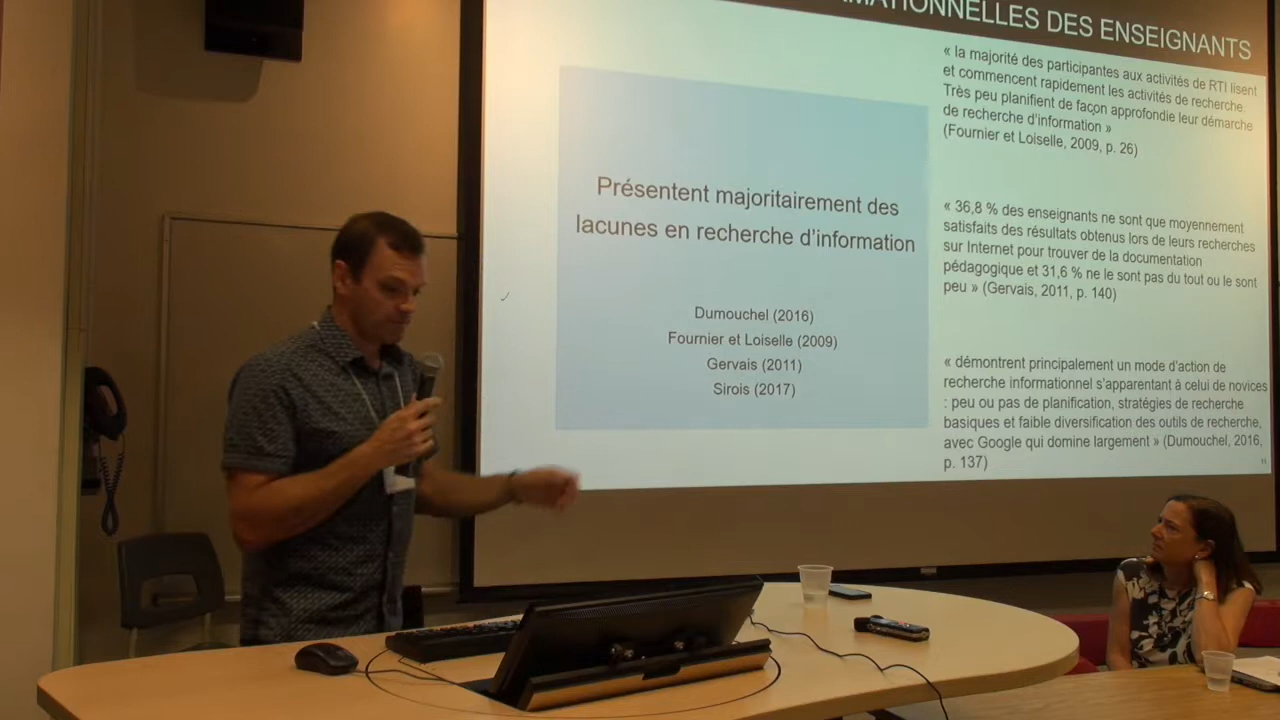 DES ENSEIGNANTS
Présentent majoritairement des
lacunes en recherche d’information
Dumouchel (2016)
Fournier et Loiselle (2009)
Gervais (2011)
Sirois (2017)
« la majorité des participantes aux activités de RTI lisent
et commencent rapidement les activités de recherche.
Très peu planifient de façon approfondie leur démarche
de recherche d’information »
(Fournier et Loiselle, 2009, p. 26)
« 36,8 % des enseignants ne sont que moyennement
satisfaits des résultats obtenus lors de leurs recherches
sur Internet pour trouver de la documentation
pédagogique et 31,6 % ne le sont pas du tout ou le sont
peu » (Gervais, 2011, p. 140)
« démontrent principalement un mode d’action de
recherche informationnel s’apparentant à celui de novices
: peu ou pas de planification, stratégies de recherche
basiques et faible diversification des outils de recherche,
avec Google qui domine largement » (Dumouchel, 2016,
p. 137)